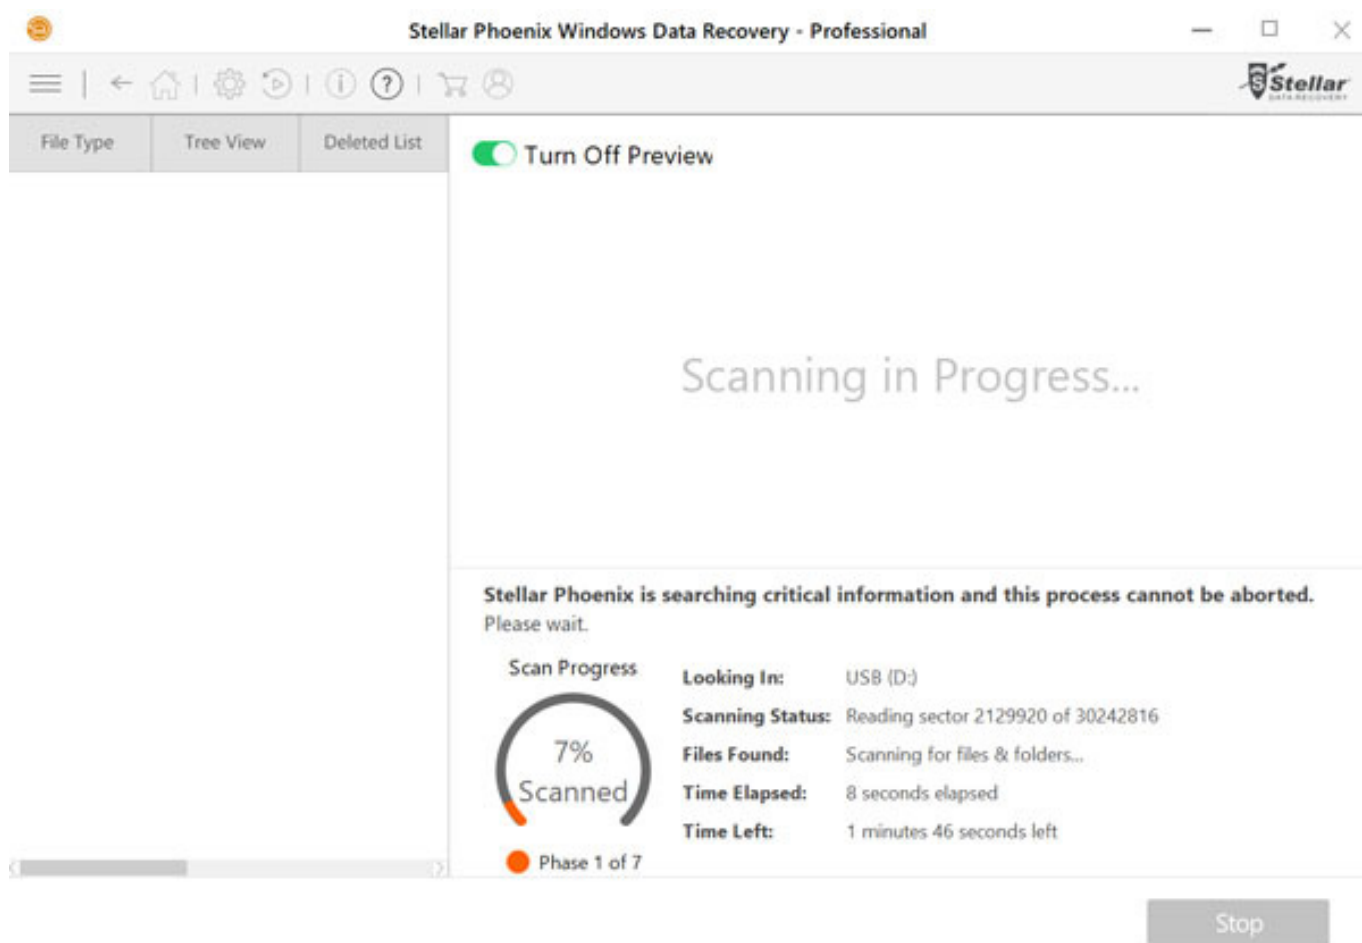 Stellar Phoenix Windows Data Recovery - Professional
Stellar
DATA RECOVERY
File Type Tree View Deleted List
Turn Off Preview
Scanning in Progress...
Stellar Phoenix is searching critical information and this process cannot be aborted.
Please wait.
Scan Progress
7%
Scanned
Phase 1 of 7
Looking In: USB (D:)
Scanning Status: Reading sector 2129920 of 30242816
Files Found: Scanning for files & folders...
Time Elapsed: 8 seconds elapsed
Time Left: 1 minutes 46 seconds left
Stop